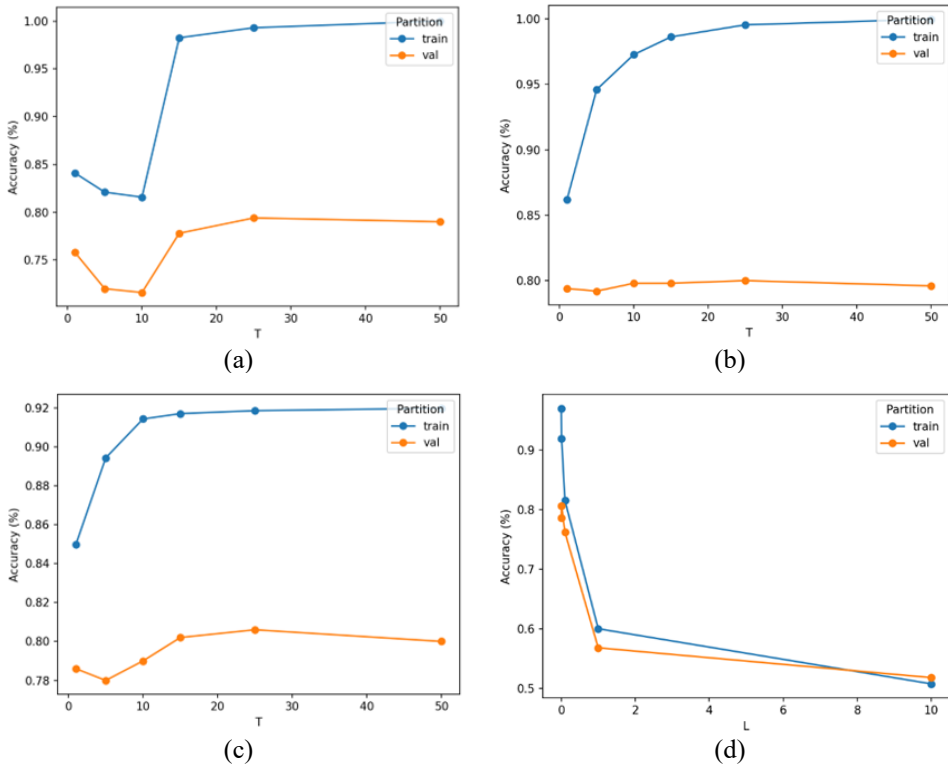 1.00
0.95
0.90
0.85
0.80
0.75
Accuracy (%)
Partition
train
val
0 10 20 30 40 50
T
(a)
1.00
0.95
0.90
0.85
0.80
Accuracy (%)
Partition
train
val
0 10 20 30 40 50
T
(b)
0.92
0.90
0.88
0.86
0.84
0.82
0.80
0.78
Accuracy (%)
Partition
train
val
0 10 20 30 40 50
T
(c)
0.9
0.8
0.7
0.6
0.5
Accuracy (%)
Partition
train
val
0 2 4 6 8 10
L
(d)